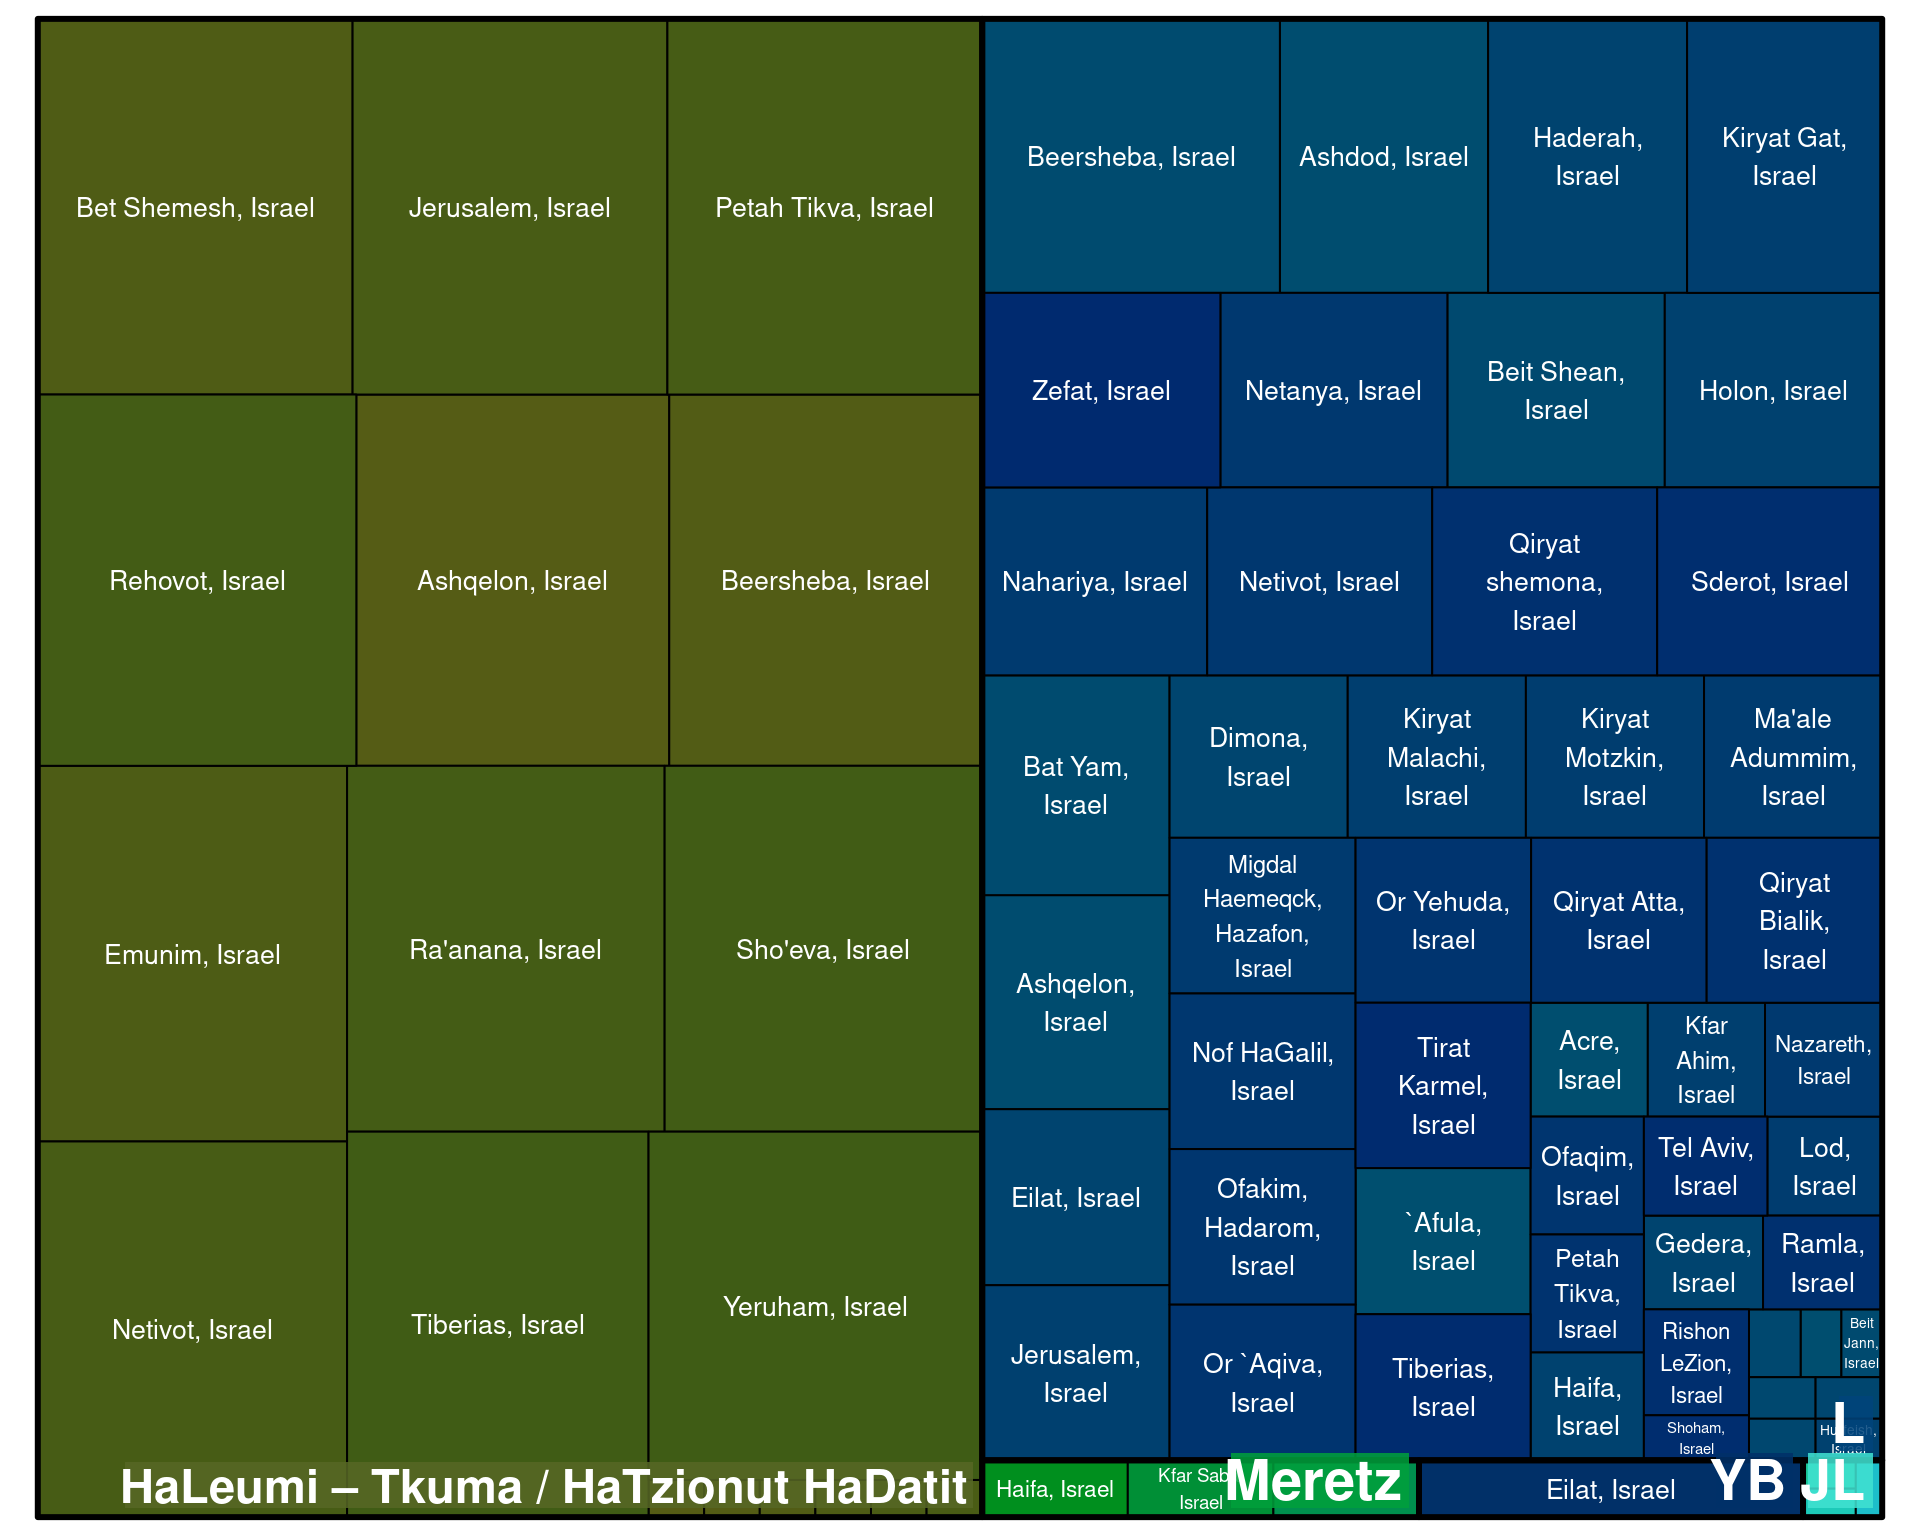 Bet Shemesh, Israel
Jerusalem, Israel
Petah Tikva, Israel
Rehovot, Israel
Ashqelon, Israel
Beersheba, Israel
Emunim, Israel
Ra'anana, Israel
Sho'eva, Israel
Netivot, Israel
Tiberias, Israel
Yeruham, Israel
HaLeumi – Tkuma / HaTzionut HaDatit
Beersheba, Israel
Ashdod, Israel
Haderah,
Israel
Kiryat Gat,
Israel
Zefat, Israel
Netanya, Israel
Beit Shean,
Israel
Holon, Israel
Nahariya, Israel
Netivot, Israel
Qiryat
shemona,
Israel
Sderot, Israel
Bat Yam,
Israel
Dimona,
Israel
Kiryat
Malachi,
Israel
Kiryat
Motzkin,
Israel
Ma'ale
Adummim,
Israel
Migdal
Haemeqck,
Hazafon,
Israel
Or Yehuda,
Israel
Qiryat Atta,
Israel
Qiryat
Bialik,
Israel
Ashqelon,
Israel
Nof HaGalil,
Israel
Tirat
Karmel,
Israel
Acre,
Israel
Kfar
Ahim,
Israel
Nazareth,
Israel
Eilat, Israel
Ofakim,
Hadarom,
Israel
`Afula,
Israel
Ofaqim,
Israel
Tel Aviv,
Israel
Lod,
Israel
Petah
Tikva,
Israel
Gedera,
Israel
Ramla,
Israel
Jerusalem,
Israel
Or `Aqiva,
Israel
Tiberias,
Israel
Haifa,
Israel
Rishon
LeZion,
Israel
Beit
Jann,
Israel
Shoham,
Israel
L
Haifa, Israel
Kfar Sab
Israel
Meretz
Eilat, Israel
YB
JL